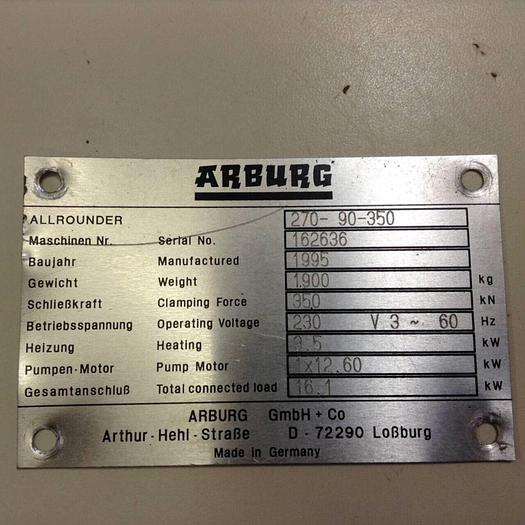 ARBURG
ALLROUNDER 270- 90-350
Maschinen Nr. Serial No. 162636
Baujahr Manufactured 1995
Gewicht Weight 1.900 kg
Schließkraft Clamping Force 350 kN
Betriebsspannung Operating Voltage 230 V 3 ~ 60 Hz
Heizung Heating 3.5 kW
Pumpen-Motor Pump Motor 1x12.60 kW
Gesamtanschluß Total connected load 16.1 kW
ARBURG GmbH + Co
Arthur-Hehl-Straße D-72290 Loßburg
Made in Germany